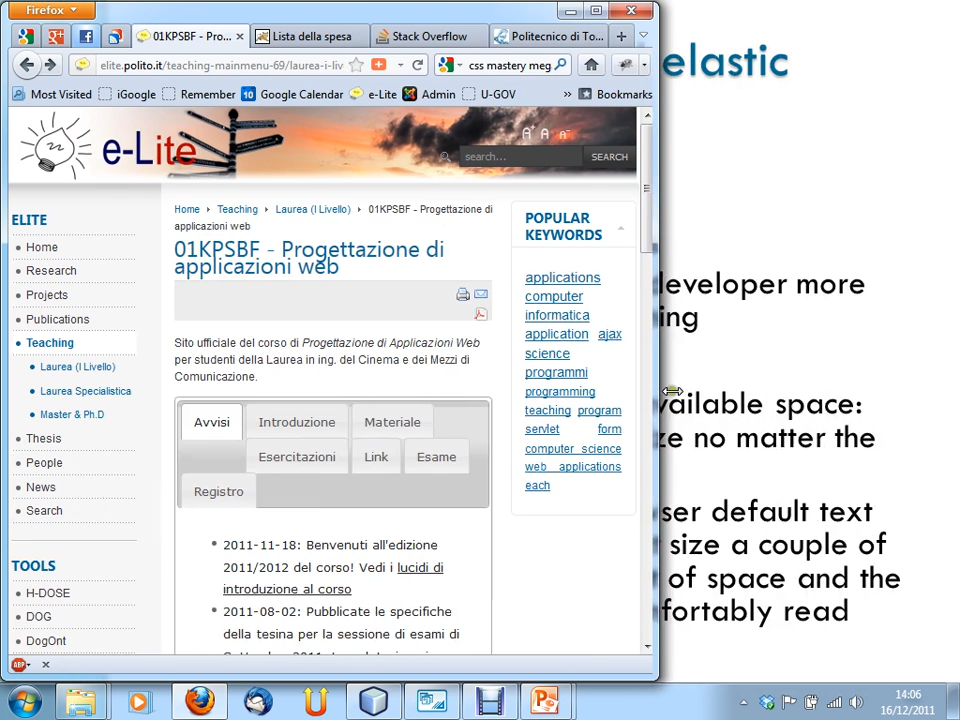 Firefox
01KPSBF - Pro...
Lista della spesa
Stack Overflow
Politecnico di To...
elite.polito.it/teaching-mainmenu-69/laurea-i-liv
css mastery meg
Most Visited
iGoogle
Remember
Google Calendar
e-Lite
Admin
U-GOV
Bookmarks
e-Lite
A+ A A-
search...
SEARCH
ELITE
Home
Research
Projects
Publications
Teaching
Laurea (I Livello)
Laurea Specialistica
Master & Ph.D
Thesis
People
News
Search
TOOLS
H-DOSE
DOG
DogOnt
Home Teaching Laurea (I Livello) 01KPSBF - Progettazione di
applicazioni web
01KPSBF - Progettazione di
applicazioni web
Sito ufficiale del corso di Progettazione di Applicazioni Web
per studenti della Laurea in ing. del Cinema e dei Mezzi di
Comunicazione.
Avvisi
Introduzione
Materiale
Esercitazioni
Link
Esame
Registro
2011-11-18: Benvenuti all'edizione
2011/2012 del corso! Vedi i lucidi di
introduzione al corso
2011-08-02: Pubblicate le specifiche
della tesina per la sessione di esami di
POPULAR
KEYWORDS
applications
computer
informatica
application ajax
science
programmi
programming
teaching program
servlet form
computer science
web applications
each
elastic
developer more
ing
vailable space:
ze no matter the
ser default text
size a couple of
of space and the
fortably read
ABP
14:06
16/12/2011